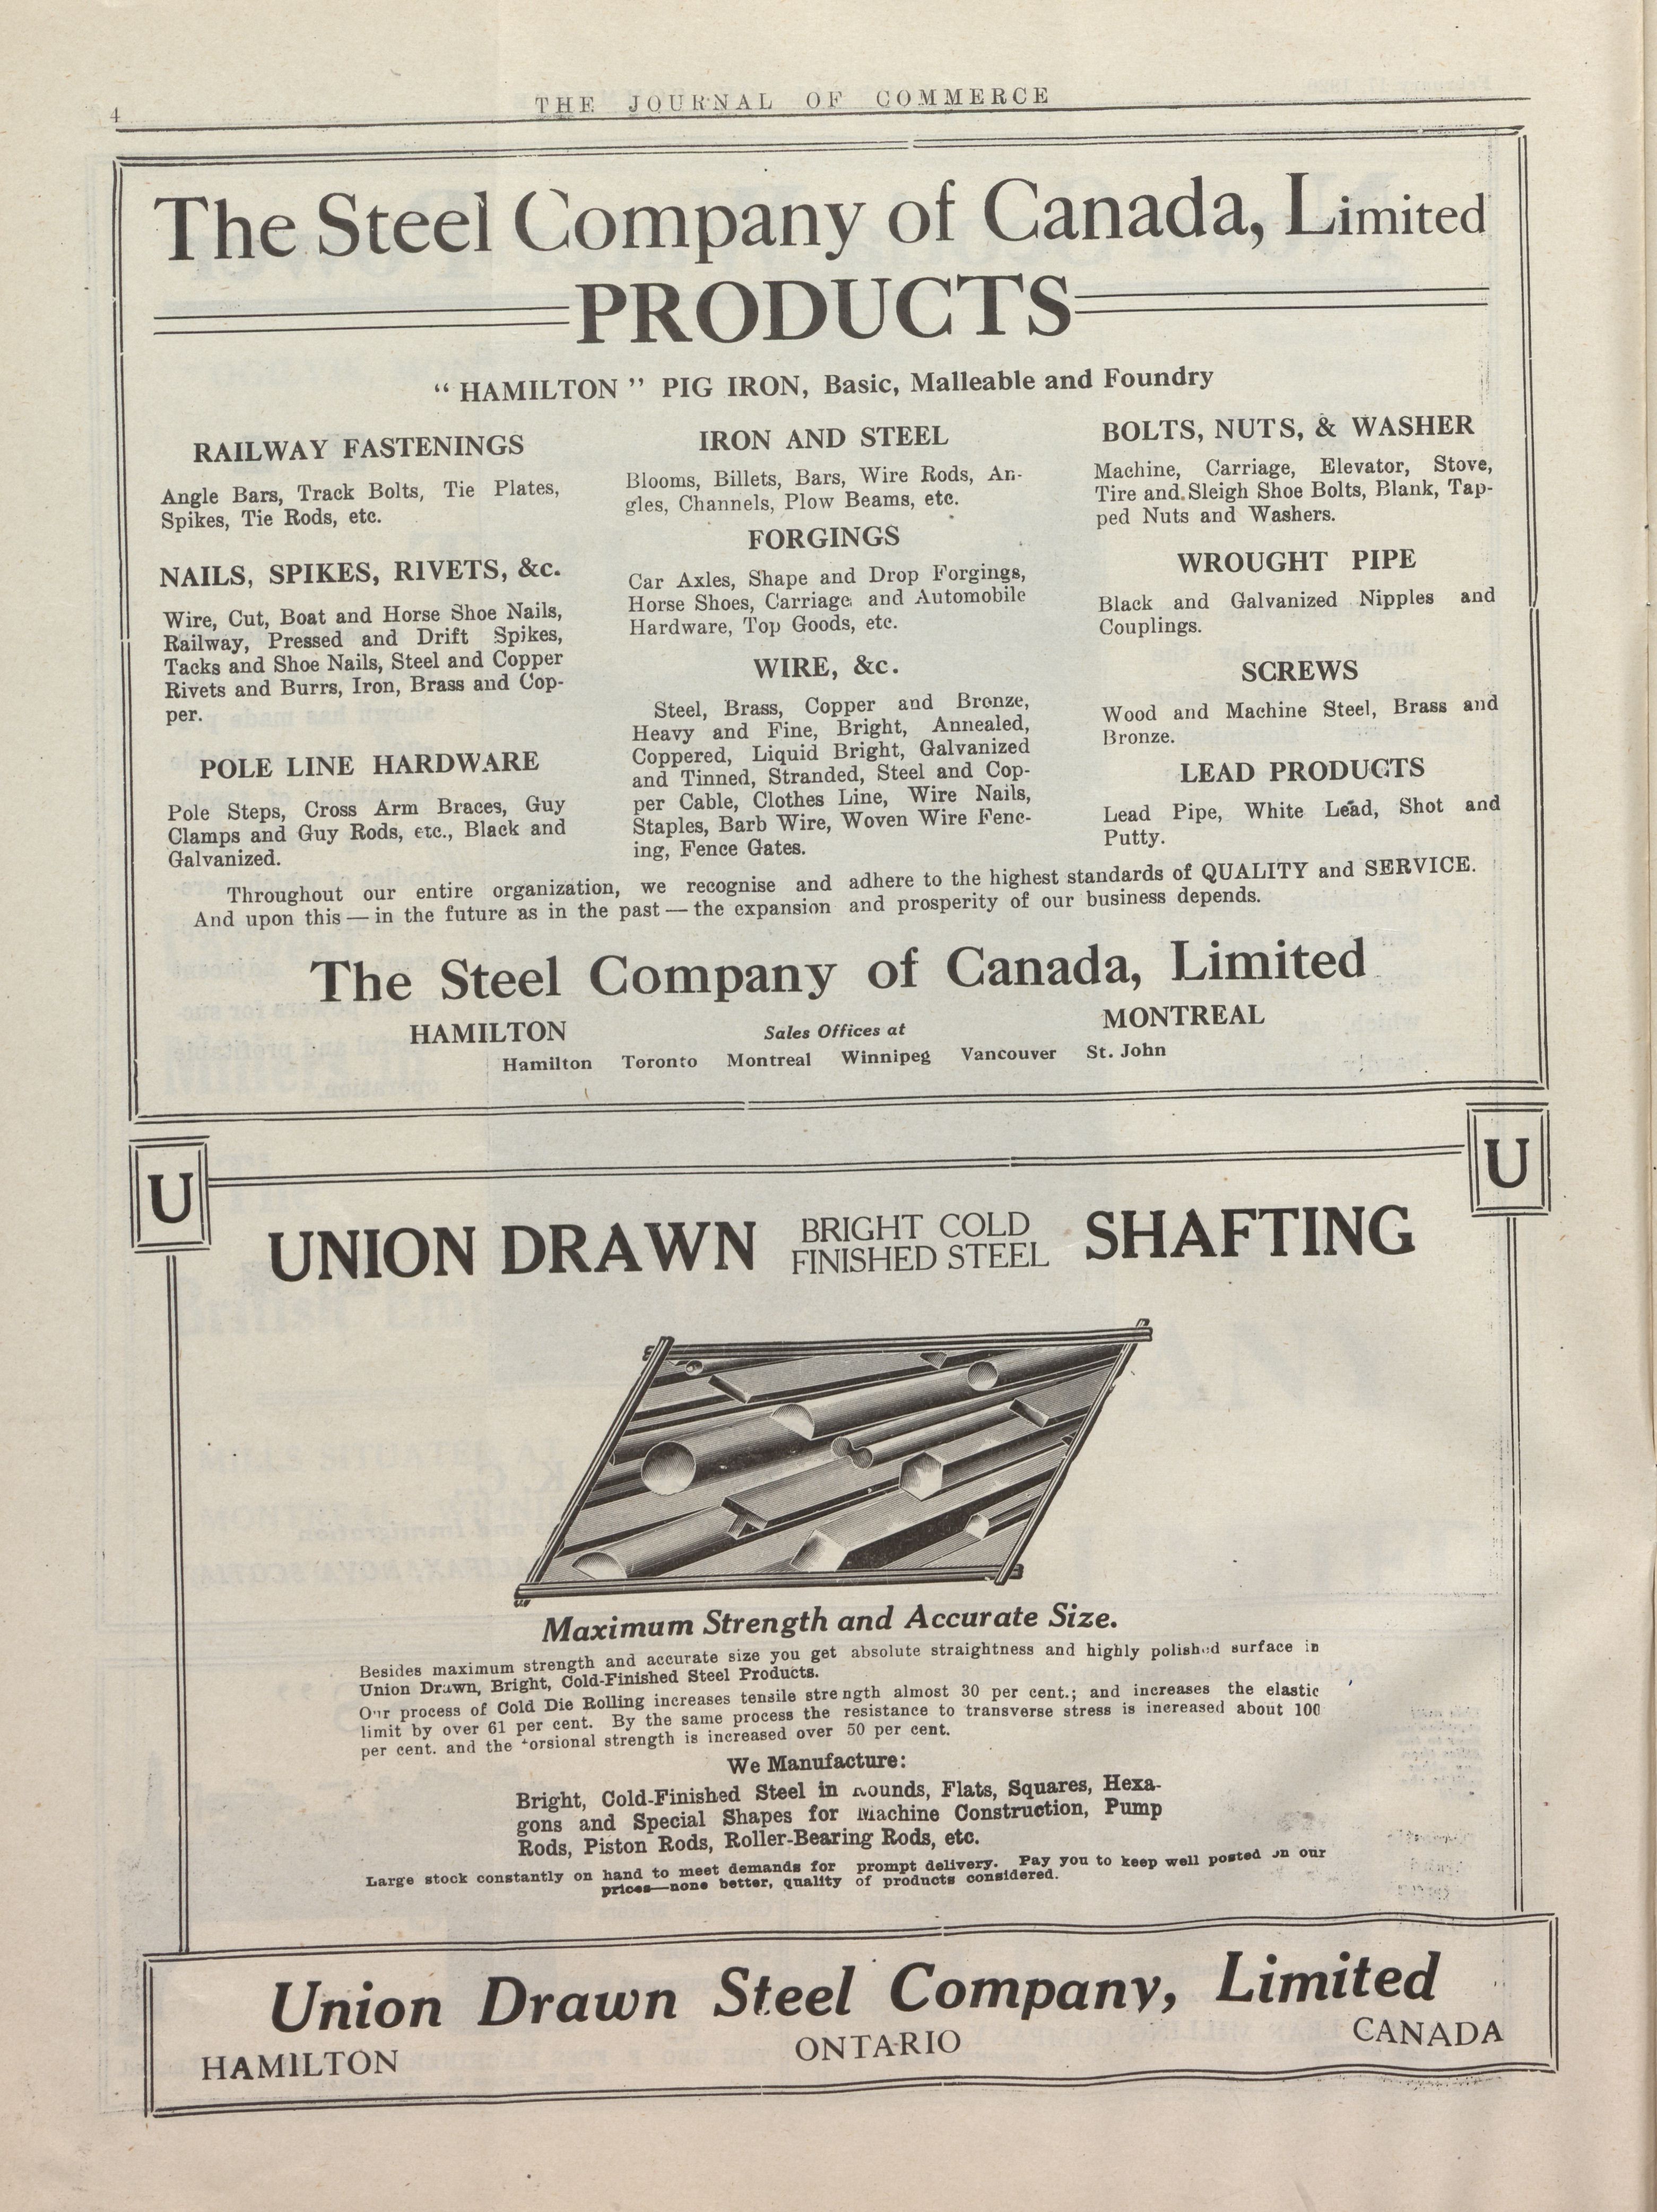 4
THE JOURNAL OF COMMERCE
The Steel Company of Canada, Limited
PRODUCTS
“ HAMILTON ” PIG IRON, Basic, Malleable and Foundry
RAILWAY FASTENINGS
Angle Bars, Track Bolts, Tie Plates,
Spikes, Tie Rods, etc.
NAILS, SPIKES, RIVETS, &c.
Wire, Cut, Boat and Horse Shoe Nails,
Railway, Pressed and Drift Spikes,
Tacks and Shoe Nails, Steel and Copper
Rivets and Burrs, Iron, Brass and Cop-
per.
POLE LINE HARDWARE
Pole Steps, Cross Arm Braces, Guy
Clamps and Guy Rods, etc., Black and
Galvanized.
IRON AND STEEL
Blooms, Billets, Bars, Wire Rods, An-
gles, Channels, Plow Beams, etc.
FORGINGS
Car Axles, Shape and Drop Forgings,
Horse Shoes, Carriage and Automobile
Hardware, Top Goods, etc.
WIRE, &c.
Steel, Brass, Copper and Bronze,
Heavy and Fine, Bright, Annealed,
Coppered, Liquid Bright, Galvanized
and Tinned, Stranded, Steel and Cop-
per Cable, Clothes Line, Wire Nails,
Staples, Barb Wire, Woven Wire Fenc-
ing, Fence Gates.
BOLTS, NUTS, & WASHER
Machine, Carriage, Elevator, Stove,
Tire and Sleigh Shoe Bolts, Blank, Tap-
ped Nuts and Washers.
WROUGHT PIPE
Black and Galvanized Nipples and
Couplings.
SCREWS
Wood and Machine Steel, Brass and
Bronze.
LEAD PRODUCTS
Lead Pipe, White Lead, Shot and
Putty.
Throughout our entire organization, we recognise and adhere to the highest standards of QUALITY and SERVICE.
And upon this — in the future as in the past — the expansion and prosperity of our business depends.
The Steel Company of Canada, Limited
HAMILTON Sales Offices at MONTREAL
Hamilton Toronto Montreal Winnipeg Vancouver St. John
U U
UNION DRAWN BRIGHT COLD FINISHED STEEL SHAFTING
Maximum Strength and Accurate Size.
Besides maximum strength and accurate size you get absolute straightness and highly polished surface in
Union Drawn, Bright, Cold-Finished Steel Products.
Our process of Cold Die Rolling increases tensile strength almost 30 per cent.; and increases the elastic
limit by over 61 per cent. By the same process the resistance to transverse stress is increased about 100
per cent. and the torsional strength is increased over 50 per cent.
We Manufacture:
Bright, Cold-Finished Steel in Rounds, Flats, Squares, Hexa-
gons and Special Shapes for Machine Construction, Pump
Rods, Piston Rods, Roller-Bearing Rods, etc.
Large stock constantly on hand to meet demands for prompt delivery. Pay you to keep well posted on our
prices—none better, quality of products considered.
Union Drawn Steel Company, Limited
HAMILTON ONTARIO CANADA